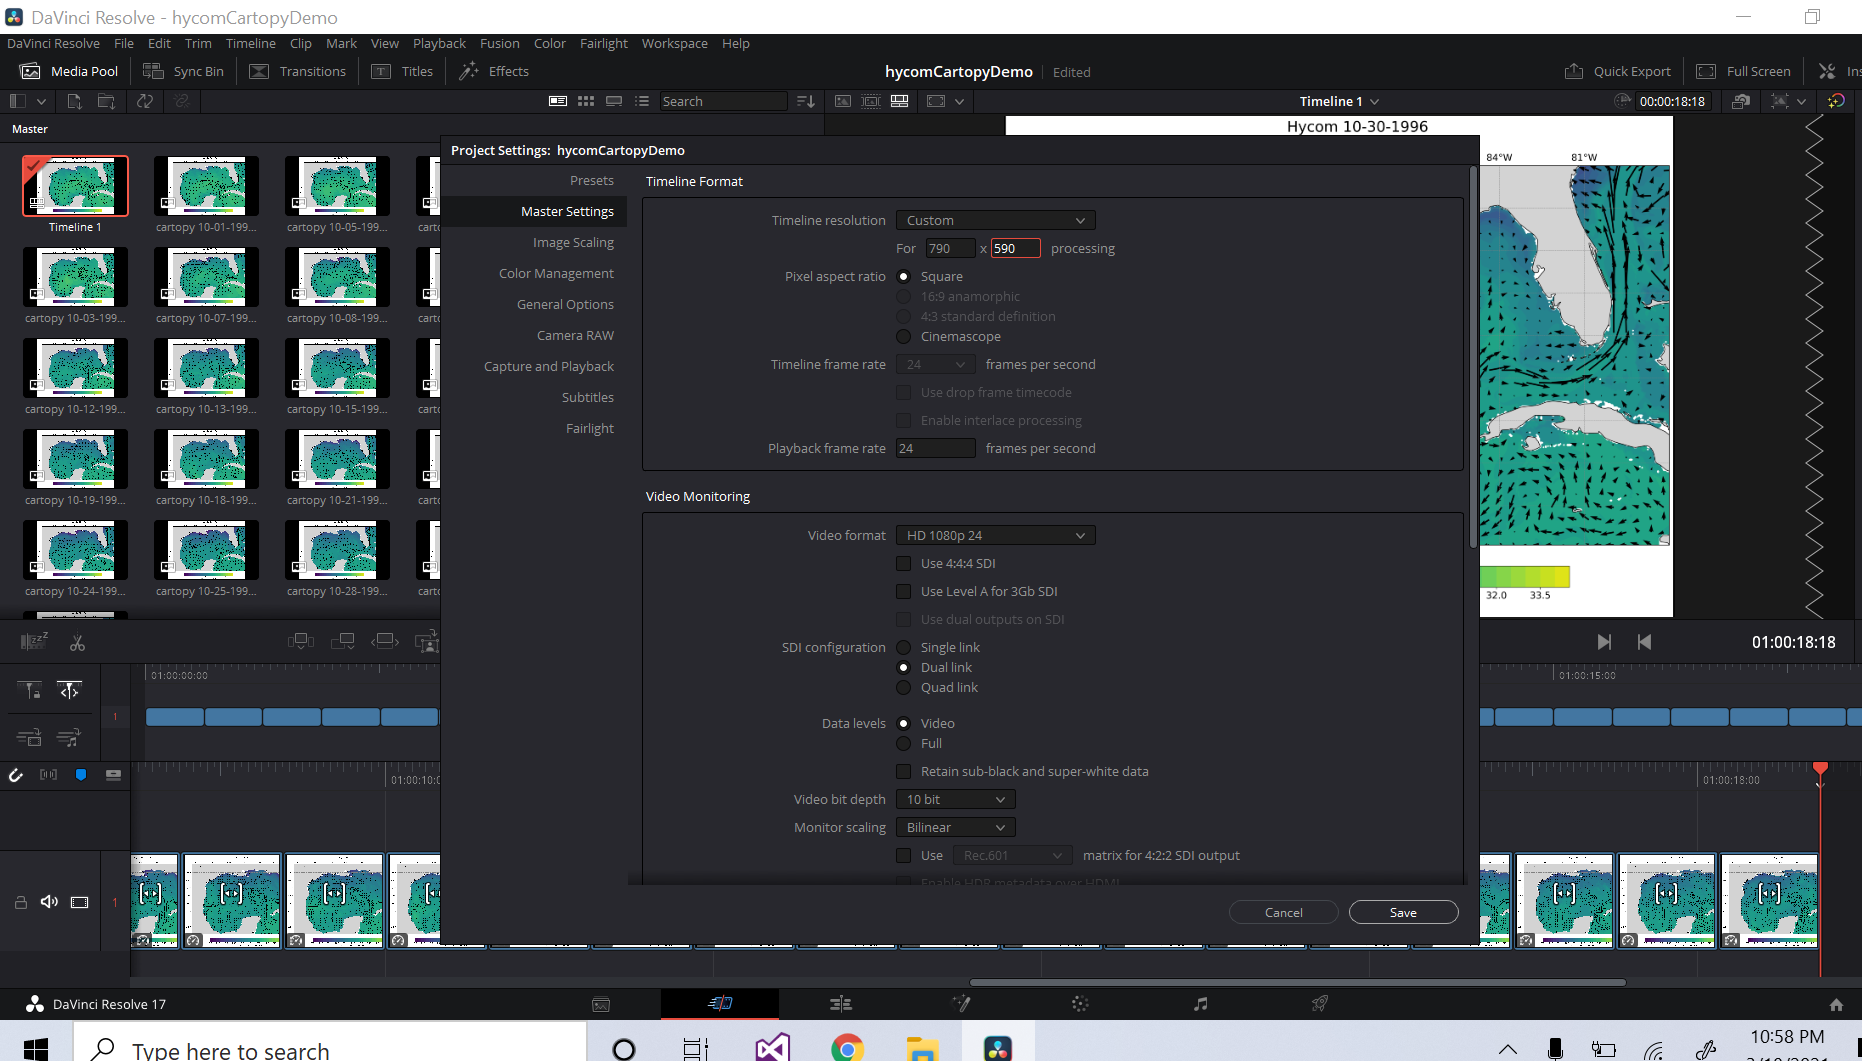 DaVinci Resolve - hycomCartopyDemo
DaVinci Resolve File Edit Trim Timeline Clip Mark View Playback Fusion Color Fairlight Workspace Help
Media Pool Sync Bin Transitions Titles Effects hycomCartopyDemo Edited Quick Export Full Screen Ins
Search Timeline 1 00:00:18:18
Master
Hycom 10-30-1996
84°W 81°W
Project Settings: hycomCartopyDemo
Presets
Master Settings
Image Scaling
Color Management
General Options
Camera RAW
Capture and Playback
Subtitles
Fairlight
Timeline Format
Timeline resolution Custom
For 790 x 590 processing
Pixel aspect ratio Square
16:9 anamorphic
4:3 standard definition
Cinemascope
Timeline frame rate 24 frames per second
Use drop frame timecode
Enable interlace processing
Playback frame rate 24 frames per second
Video Monitoring
Video format HD 1080p 24
Use 4:4:4 SDI
Use Level A for 3Gb SDI
Use dual outputs on SDI
SDI configuration Single link
Dual link
Quad link
Data levels Video
Full
Retain sub-black and super-white data
Video bit depth 10 bit
Monitor scaling Bilinear
Use Rec.601 matrix for 4:2:2 SDI output
Enable HDR metadata over HDMI
Cancel Save
Timeline 1 cartopy 10-01-199... cartopy 10-05-199... cart
cartopy 10-03-199... cartopy 10-07-199... cartopy 10-08-199... cart
cartopy 10-12-199... cartopy 10-13-199... cartopy 10-15-199... cart
cartopy 10-19-199... cartopy 10-18-199... cartopy 10-21-199... cart
cartopy 10-24-199... cartopy 10-25-199... cartopy 10-28-199... cart
32.0 33.5
01:00:18:18
01:00:00:00 01:00:15:00
1
01:00:10:0 01:00:18:00
1
DaVinci Resolve 17
Type here to search
10:58 PM